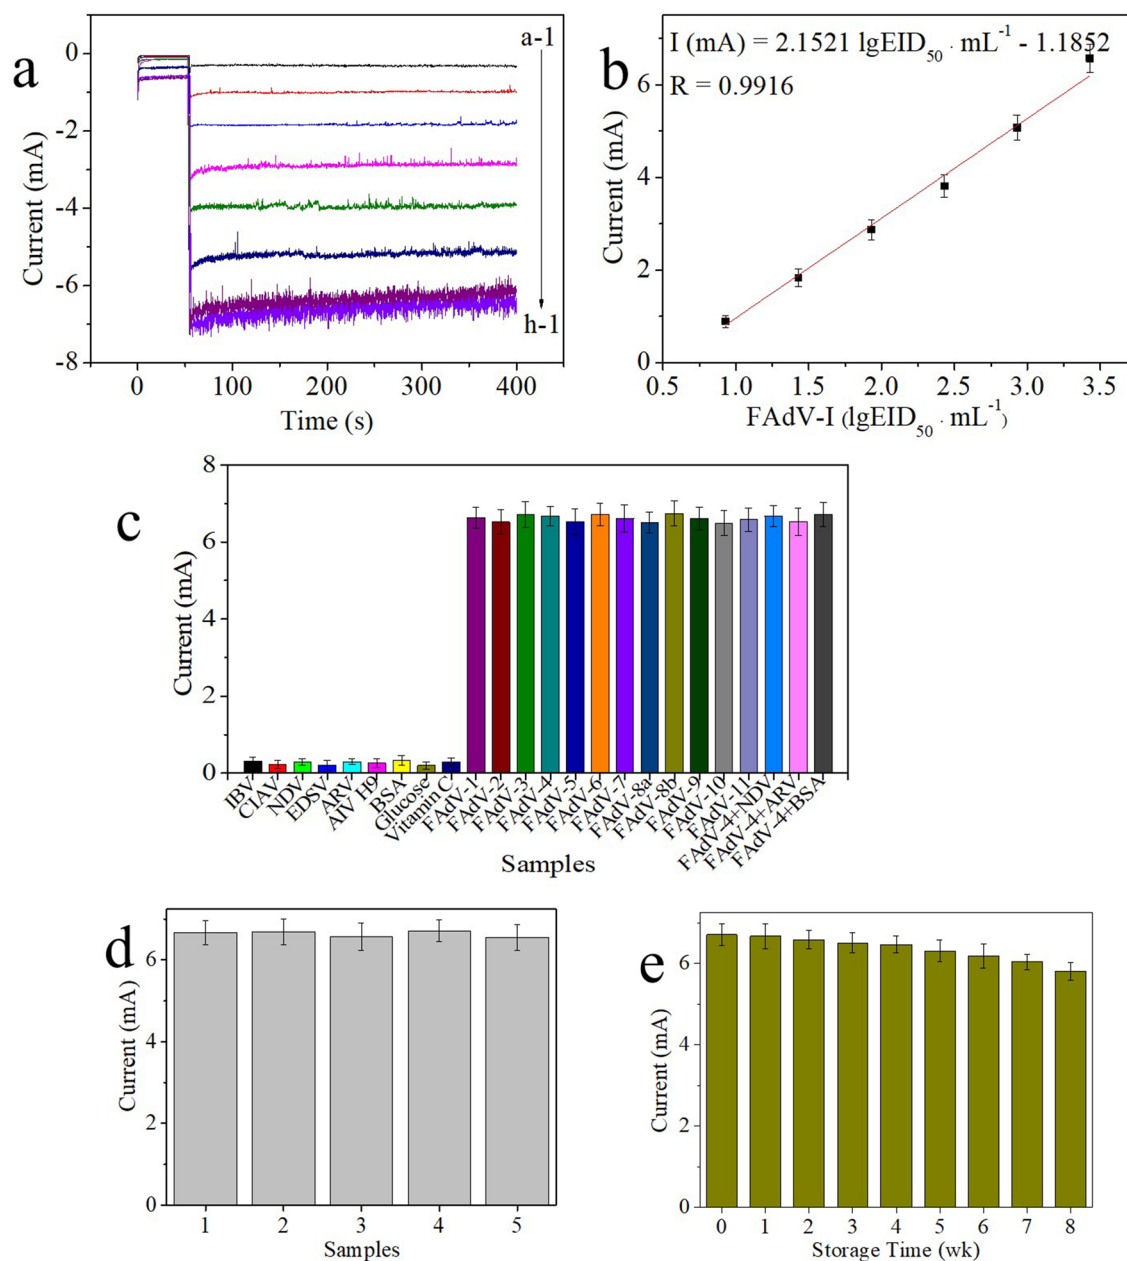 a
0
-2
-4
-6
-8
Current (mA)
a-1
h-1
0 100 200 300 400
Time (s)
b
I (mA) = 2.1521 lgEID50 · mL-1 - 1.1852
R = 0.9916
6
4
2
0
Current (mA)
0.5 1.0 1.5 2.0 2.5 3.0 3.5
FAdV-I (lgEID50 · mL-1)
c
8
6
4
2
0
Current (mA)
IBV
CIAV
NDV
EDSV
ARV
AIV H9
BSA
Glucose
Vitamin C
FAdV-1
FAdV-2
FAdV-3
FAdV-4
FAdV-5
FAdV-6
FAdV-7
FAdV-8a
FAdV-8b
FAdV-9
FAdV-10
FAdV-11
FAdV-4+NDV
FAdV-4+ARV
FAdV-4+BSA
Samples
d
6
4
2
0
Current (mA)
1 2 3 4 5
Samples
e
6
4
2
0
Current (mA)
0 1 2 3 4 5 6 7 8
Storage Time (wk)